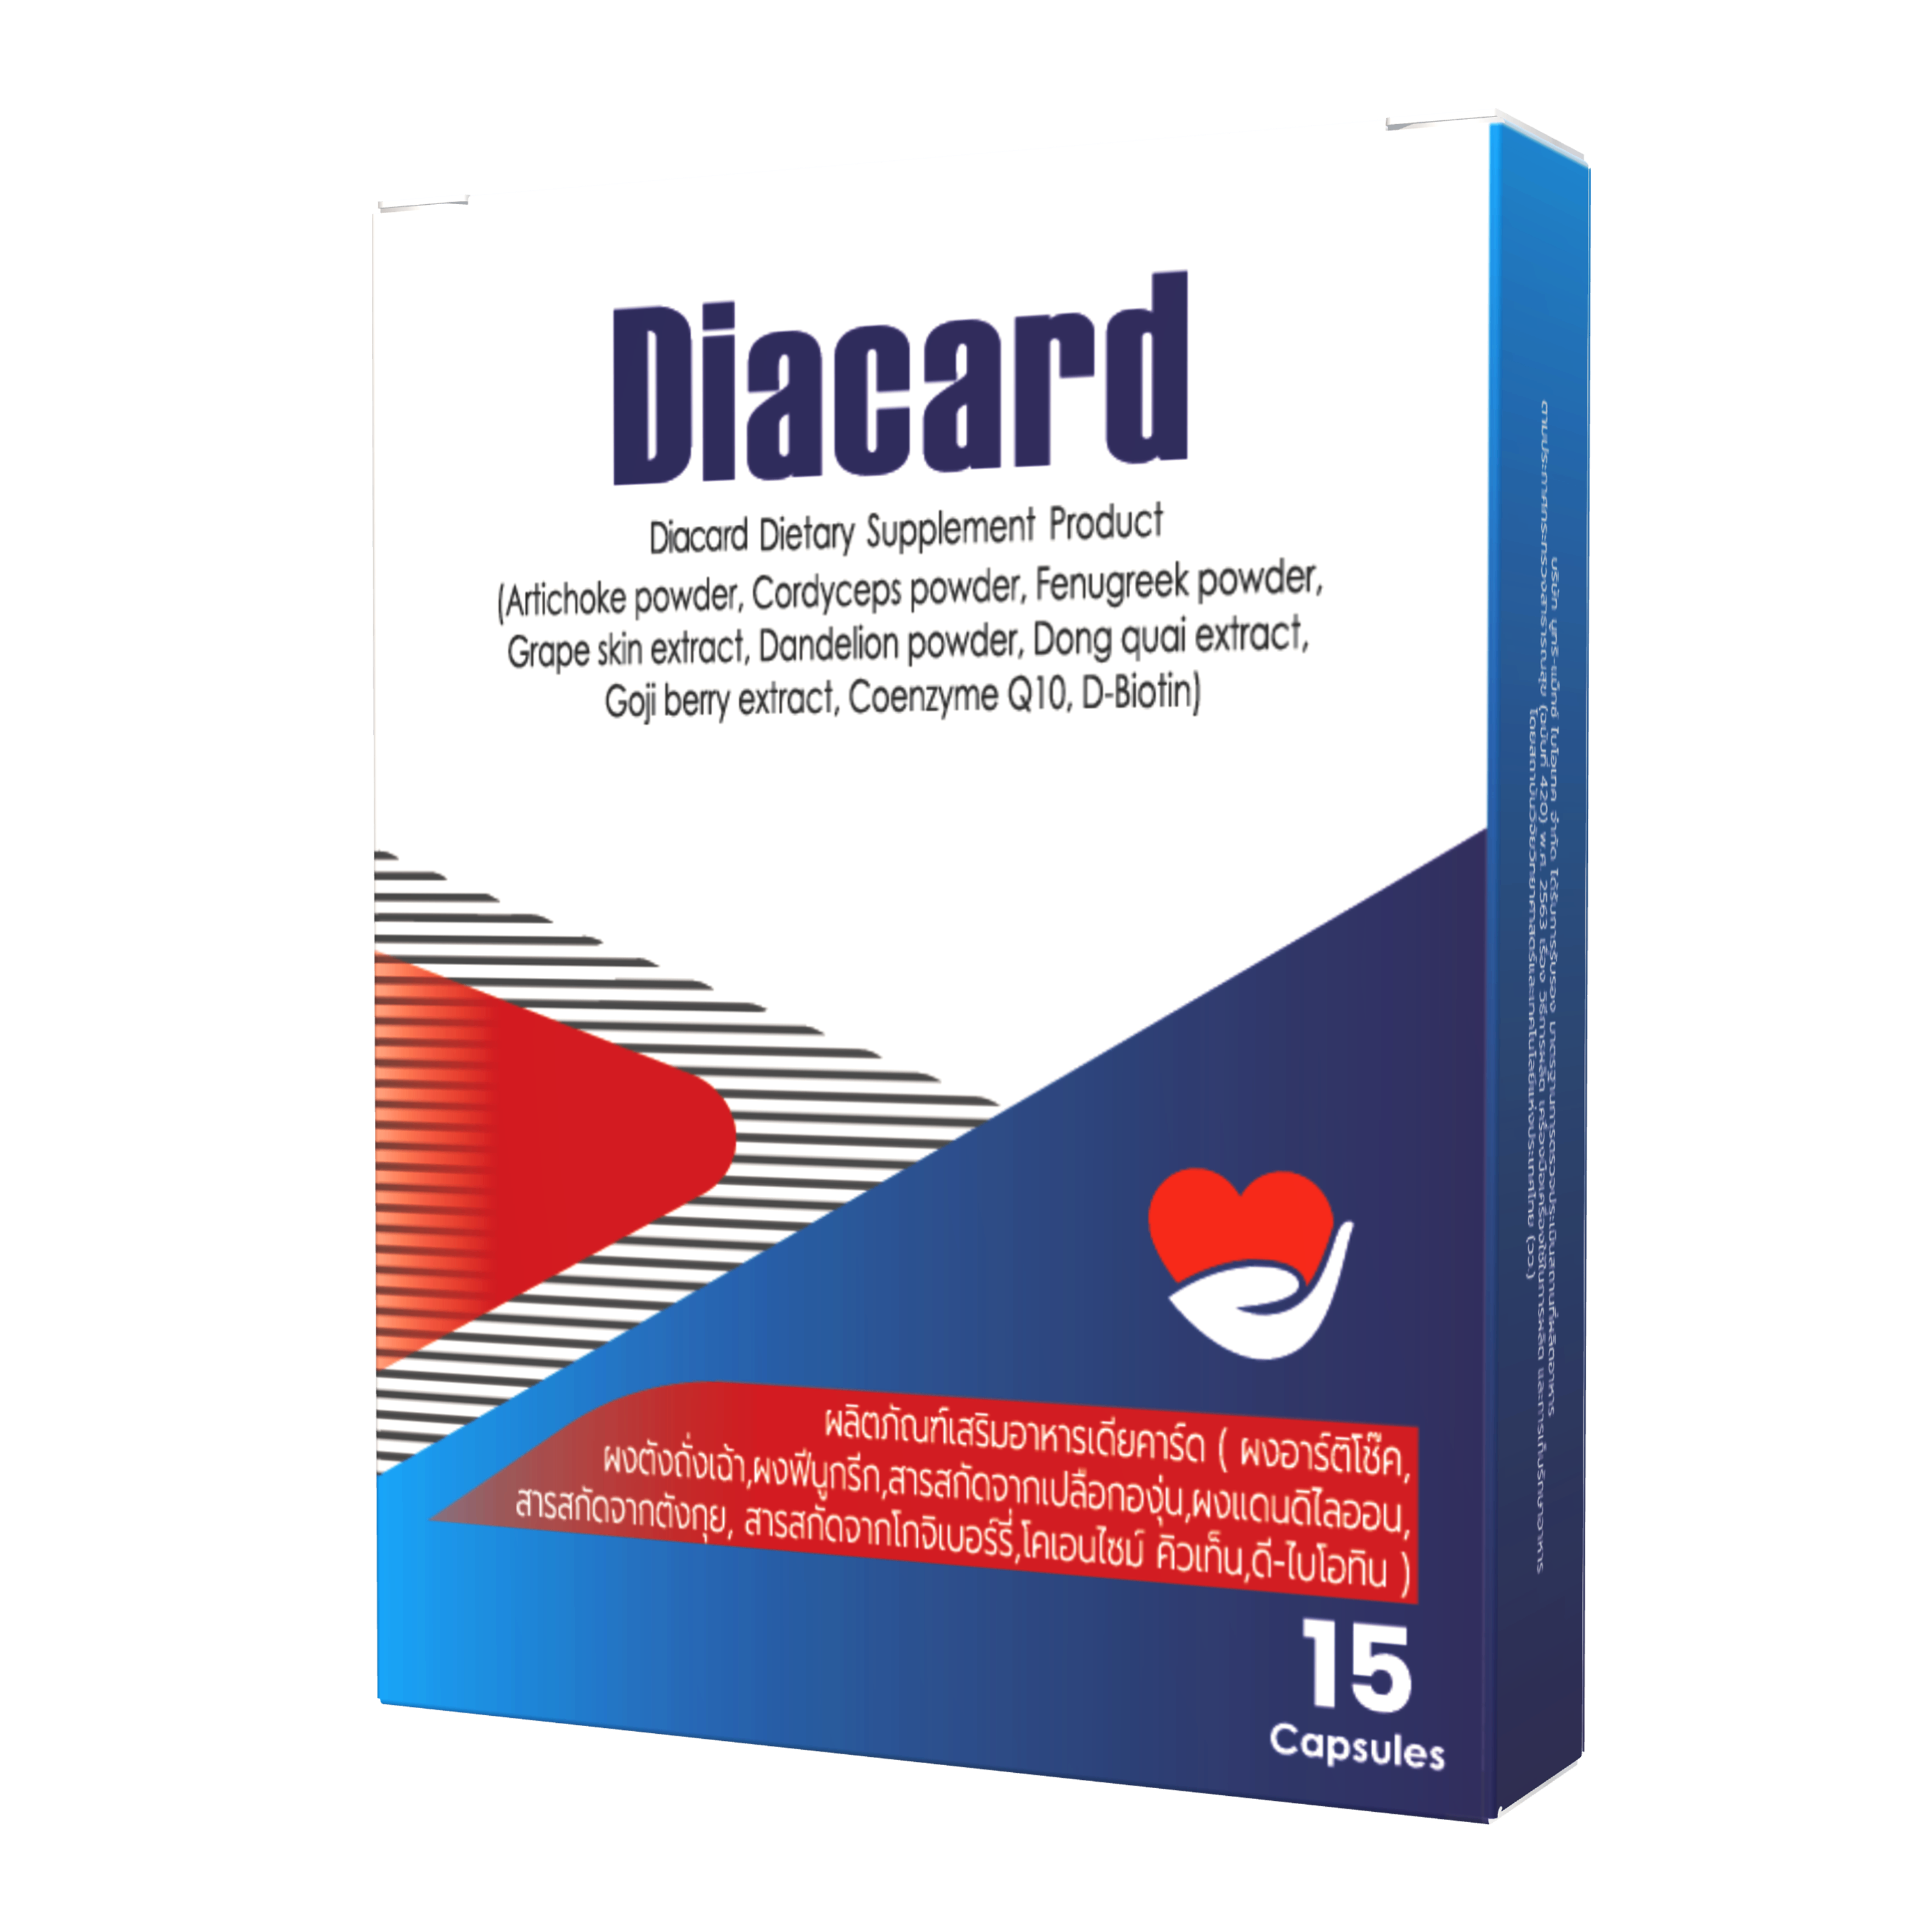 Diacard
Diacard Dietary Supplement Product
(Artichoke powder, Cordyceps powder, Fenugreek powder,
Grape skin extract, Dandelion powder, Dong quai extract,
Goji berry extract, Coenzyme Q10, D-Biotin)
ผลิตภัณฑ์เสริมอาหารเดียคาร์ด ( ผงอาร์ติโช๊ค,
ผงตังถั่งเฉ้า,ผงฟีนูกรีก,สารสกัดจากเปลือกองุ่น,ผงแดนดิไลออน,
สารสกัดจากตังกุย, สารสกัดจากโกจิเบอร์รี่,โคเอนไซม์ คิวเท็น,ดี-ไบโอทิน )
15
Capsules